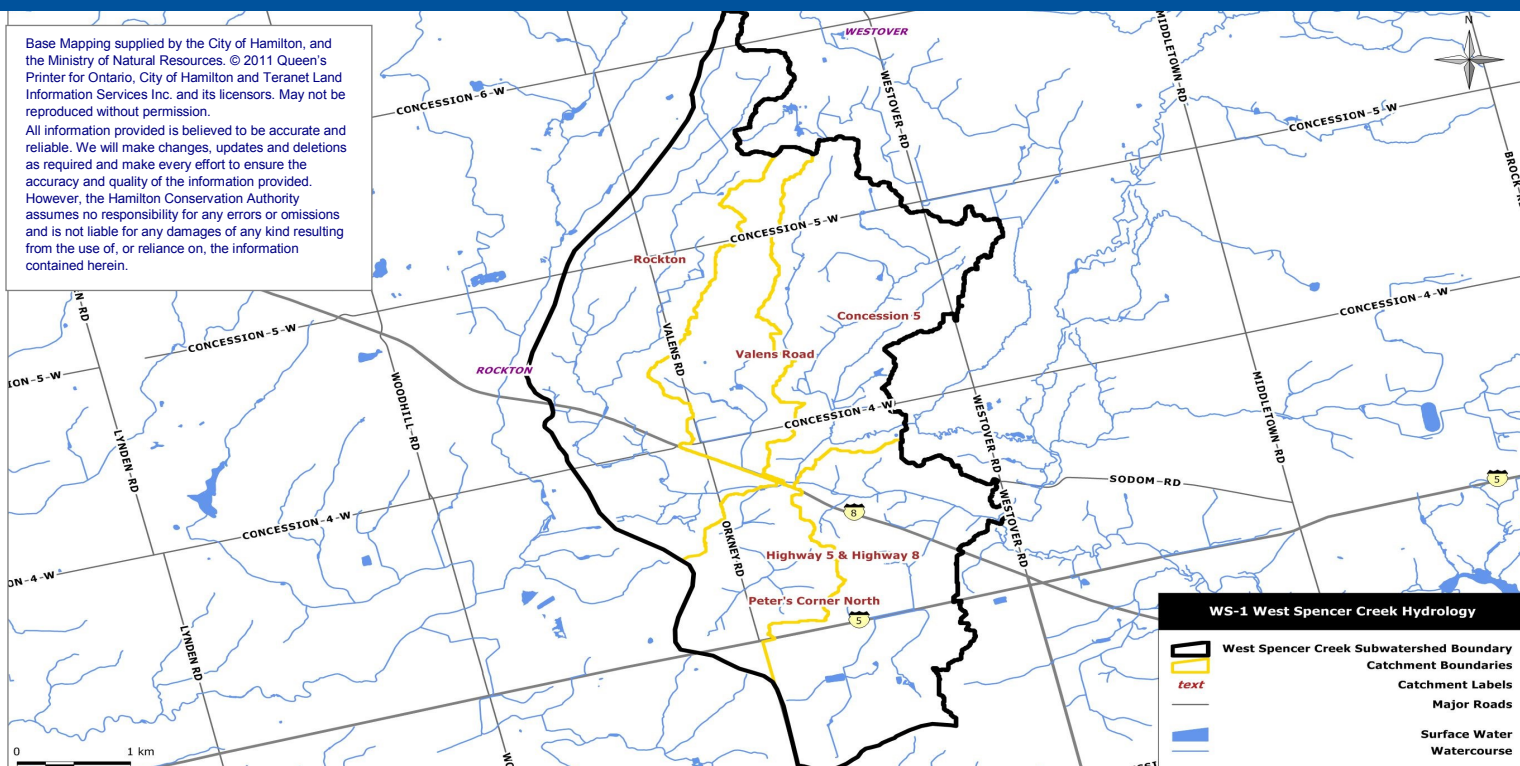 Base Mapping supplied by the City of Hamilton, and
the Ministry of Natural Resources. © 2011 Queen's
Printer for Ontario, City of Hamilton and Teranet Land
Information Services Inc. and its licensors. May not be
reproduced without permission.
All information provided is believed to be accurate and
reliable. We will make changes, updates and deletions
as required and make every effort to ensure the
accuracy and quality of the information provided.
However, the Hamilton Conservation Authority
assumes no responsibility for any errors or omissions
and is not liable for any damages of any kind resulting
from the use of, or reliance on, the information
contained herein.
WESTOVER
N
MIDDLETOWN-RD
CONCESSION-6-W
WESTOVER-RD
CONCESSION-5-W
BROCK-R
CONCESSION-5-W
Rockton
EN-RD
CONCESSION-4-W
Concession 5
CONCESSION-5-W
VALENS RD
Valens Road
ROCKTON
ION-5-W
WOODHILL-RD
CONCESSION-4-W
WESTOVER-RD
MIDDLETOWN-RD
LYNDEN-RD
SODOM-RD
5
CONCESSION-4-W
8
ORKNEY-RD
WESTOVER-RD
Highway 5 & Highway 8
ON-4-W
Peter's Corner North
5
LYNDEN RD
WS-1 West Spencer Creek Hydrology
West Spencer Creek Subwatershed Boundary
Catchment Boundaries
text
Catchment Labels
Major Roads
Surface Water
Watercourse
0
1 km
WO